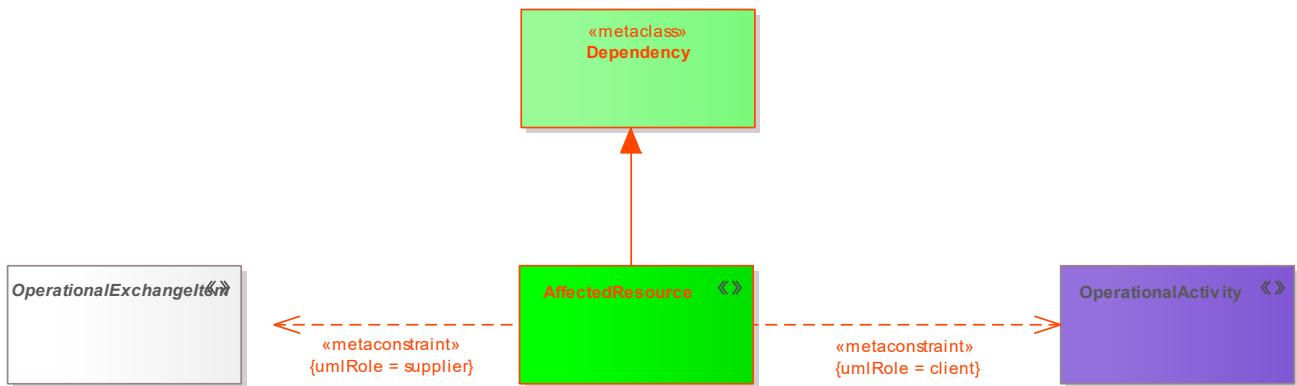 «metaclass»
Dependency
OperationalExchangeItem «»
AffectedResource «»
OperationalActivity «»
«metaconstraint»
{umlRole = supplier}
«metaconstraint»
{umlRole = client}